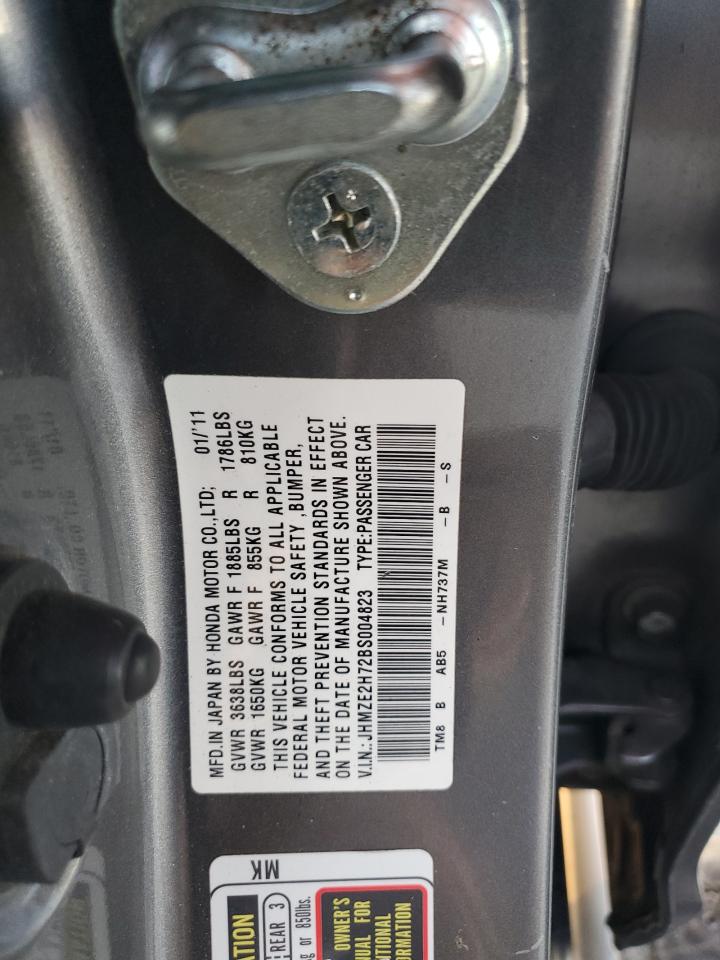 MFD.IN JAPAN BY HONDA MOTOR CO.,LTD; 01/'11
GVWR 3638LBS GAWR F 1885LBS R 1786LBS
GVWR 1650KG GAWR F 855KG R 810KG
THIS VEHICLE CONFORMS TO ALL APPLICABLE
FEDERAL MOTOR VEHICLE SAFETY ,BUMPER,
AND THEFT PREVENTION STANDARDS IN EFFECT
ON THE DATE OF MANUFACTURE SHOWN ABOVE.
V.I.N.:JHMZE2H72BS004823 TYPE:PASSENGER CAR
TM8 B AB5 -NH737M -B -S
MK
REAR 3
or 850lbs.
OWNER'S
FOR